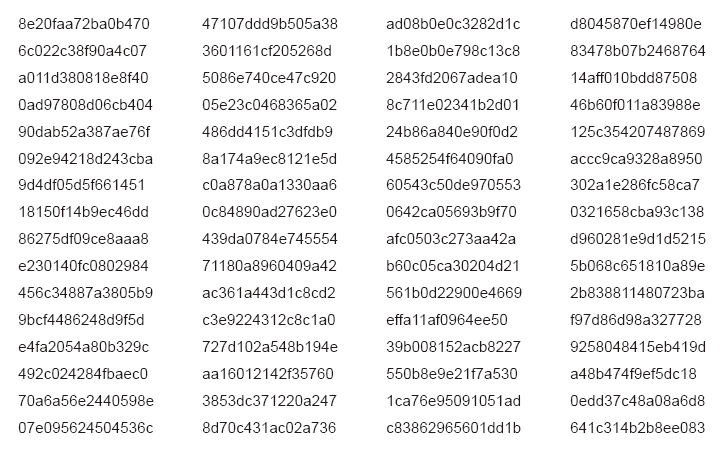 8e20faa72ba0b470 47107ddd9b505a38 ad08b0e0c3282d1c d8045870ef14980e
6c022c38f90a4c07 3601161cf205268d 1b8e0b0e798c13c8 83478b07b2468764
a011d380818e8f40 5086e740ce47c920 2843fd2067adea10 14aff010bdd87508
0ad97808d06cb404 05e23c0468365a02 8c711e02341b2d01 46b60f011a83988e
90dab52a387ae76f 486dd4151c3dfdb9 24b86a840e90f0d2 125c354207487869
092e94218d243cba 8a174a9ec8121e5d 4585254f64090fa0 accc9ca9328a8950
9d4df05d5f661451 c0a878a0a1330aa6 60543c50de970553 302a1e286fc58ca7
18150f14b9ec46dd 0c84890ad27623e0 0642ca05693b9f70 0321658cba93c138
86275df09ce8aaa8 439da0784e745554 afc0503c273aa42a d960281e9d1d5215
e230140fc0802984 71180a8960409a42 b60c05ca30204d21 5b068c651810a89e
456c34887a3805b9 ac361a443d1c8cd2 561b0d22900e4669 2b838811480723ba
9bcf4486248d9f5d c3e9224312c8c1a0 effa11af0964ee50 f97d86d98a327728
e4fa2054a80b329c 727d102a548b194e 39b008152acb8227 9258048415eb419d
492c024284fbaec0 aa16012142f35760 550b8e9e21f7a530 a48b474f9ef5dc18
70a6a56e2440598e 3853dc371220a247 1ca76e95091051ad 0edd37c48a08a6d8
07e095624504536c 8d70c431ac02a736 c83862965601dd1b 641c314b2b8ee083